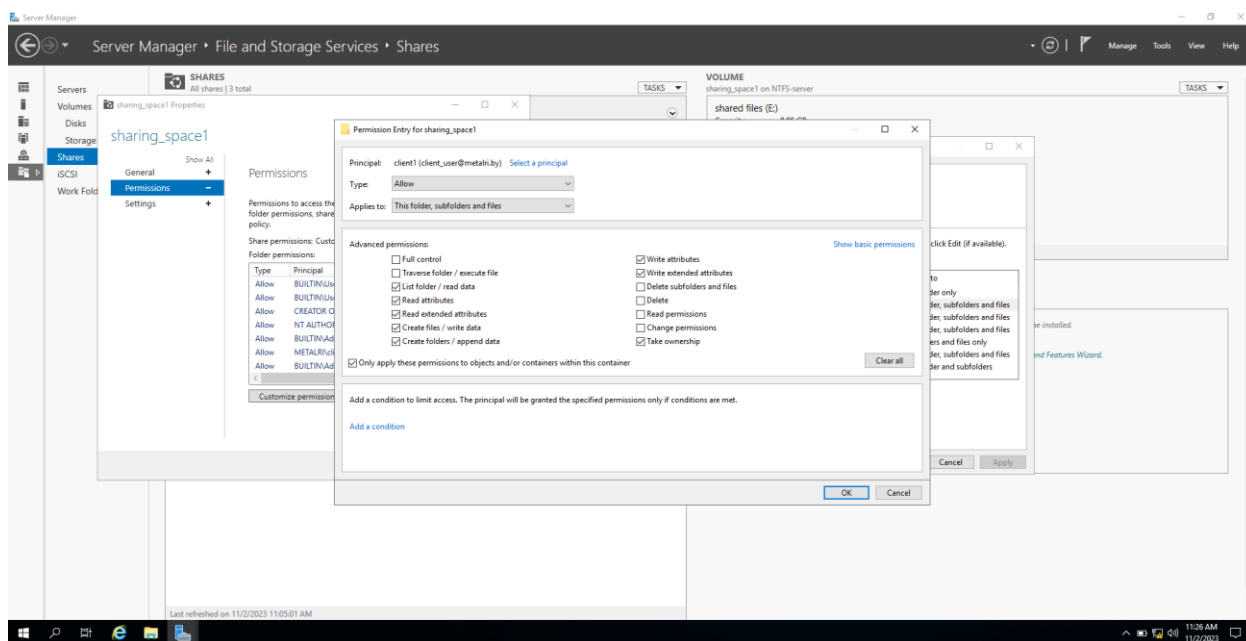 Server Manager
Server Manager • File and Storage Services • Shares
Manage Tools View Help
Servers
Volumes
Disks
Storage
Shares
iSCSI
Work Fold
SHARES
All shares | 3 total
TASKS
VOLUME
sharing_space1 on NTFS-server
TASKS
shared files (E:)
sharing_space1 Properties
sharing_space1
Show All
General +
Permissions −
Settings +
Permissions
Permissions to access the
folder permissions, share
policy.
Share permissions: Custo
Folder permissions:
Type Principal
Allow BUILTIN\Use
Allow BUILTIN\Use
Allow CREATOR O
Allow NT AUTHOR
Allow BUILTIN\Ad
Allow METALRI\cli
Allow BUILTIN\Ad
Customize permission
Permission Entry for sharing_space1
Principal: client1 (client_user@metalri.by) Select a principal
Type: Allow
Applies to: This folder, subfolders and files
Advanced permissions: Show basic permissions
Full control
Traverse folder / execute file
List folder / read data
Read attributes
Read extended attributes
Create files / write data
Create folders / append data
Write attributes
Write extended attributes
Delete subfolders and files
Delete
Read permissions
Change permissions
Take ownership
Only apply these permissions to objects and/or containers within this container
Clear all
Add a condition to limit access. The principal will be granted the specified permissions only if conditions are met.
Add a condition
OK Cancel
click Edit (if available).
to
der only
der, subfolders and files
der, subfolders and files
der, subfolders and files
ers and files only
der, subfolders and files
der and subfolders
Cancel Apply
be installed.
and Features Wizard.
Last refreshed on 11/2/2023 11:05:01 AM
11:26 AM
11/2/2023